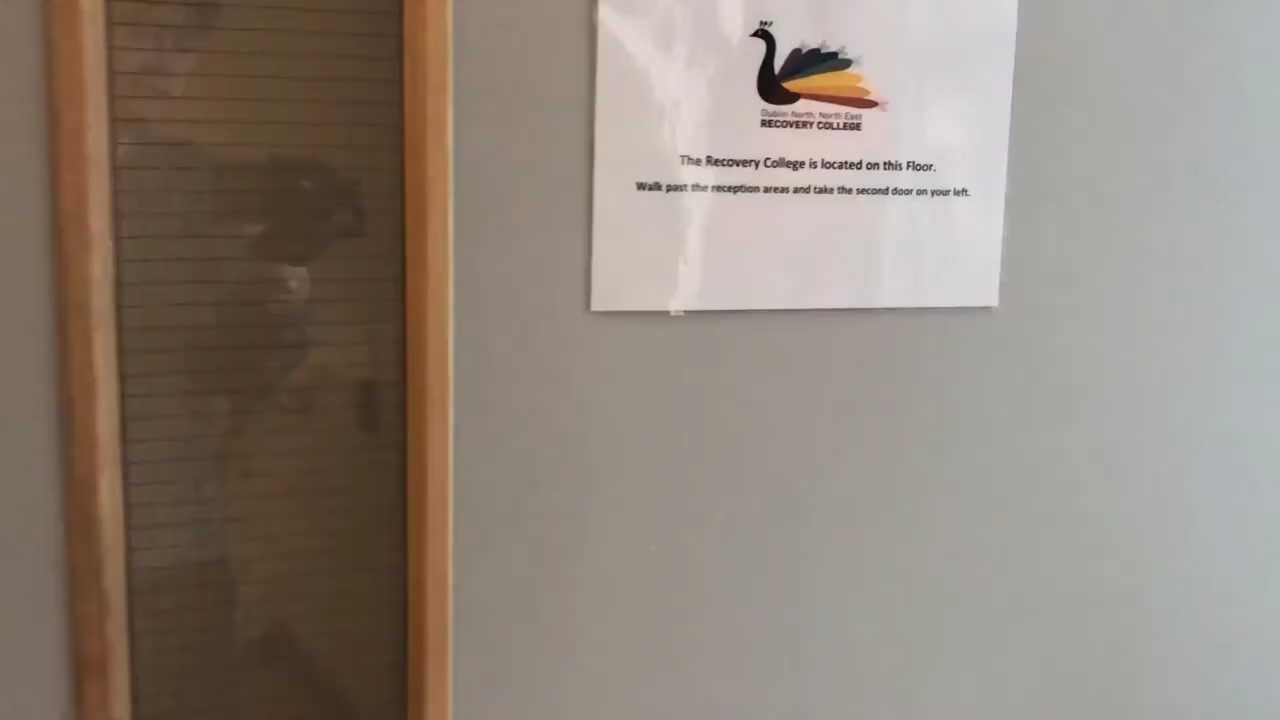 Dublin North, North East
RECOVERY COLLEGE
The Recovery College is located on this Floor.
Walk past the reception areas and take the second door on your left.